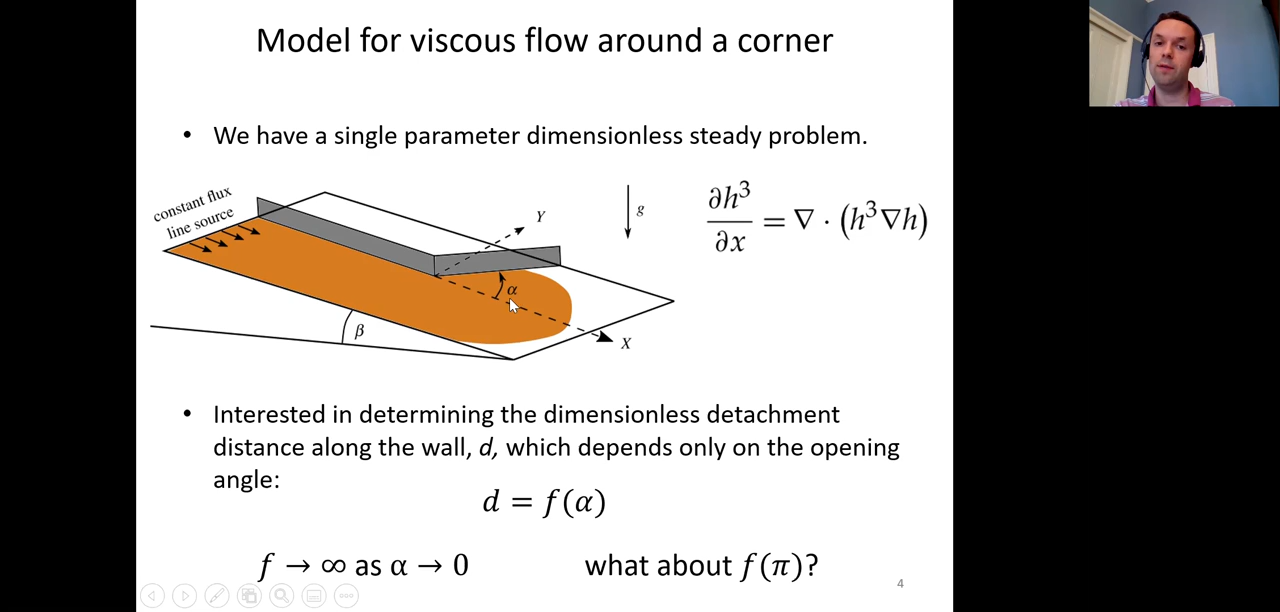 Model for viscous flow around a corner
• We have a single parameter dimensionless steady problem.
constant flux
line source
Y
g
∂h³/∂x = ∇ · (h³∇h)
α
β
X
• Interested in determining the dimensionless detachment
distance along the wall, d, which depends only on the opening
angle:
d = f(α)
f → ∞ as α → 0
what about f(π)?
4